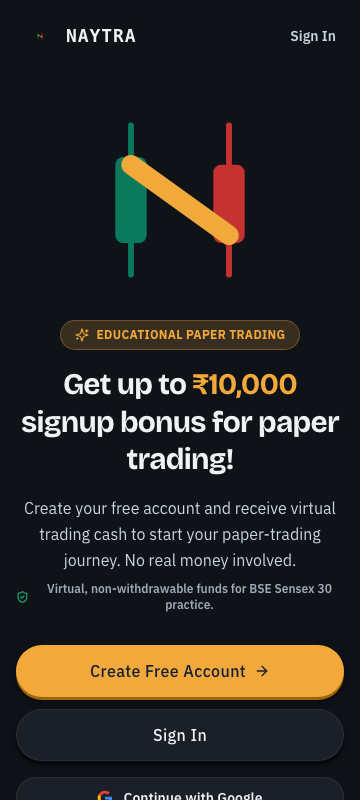 NAYTRA
Sign In
EDUCATIONAL PAPER TRADING
Get up to ₹10,000
signup bonus for paper
trading!
Create your free account and receive virtual
trading cash to start your paper-trading
journey. No real money involved.
Virtual, non-withdrawable funds for BSE Sensex 30
practice.
Create Free Account
Sign In
Continue with Google